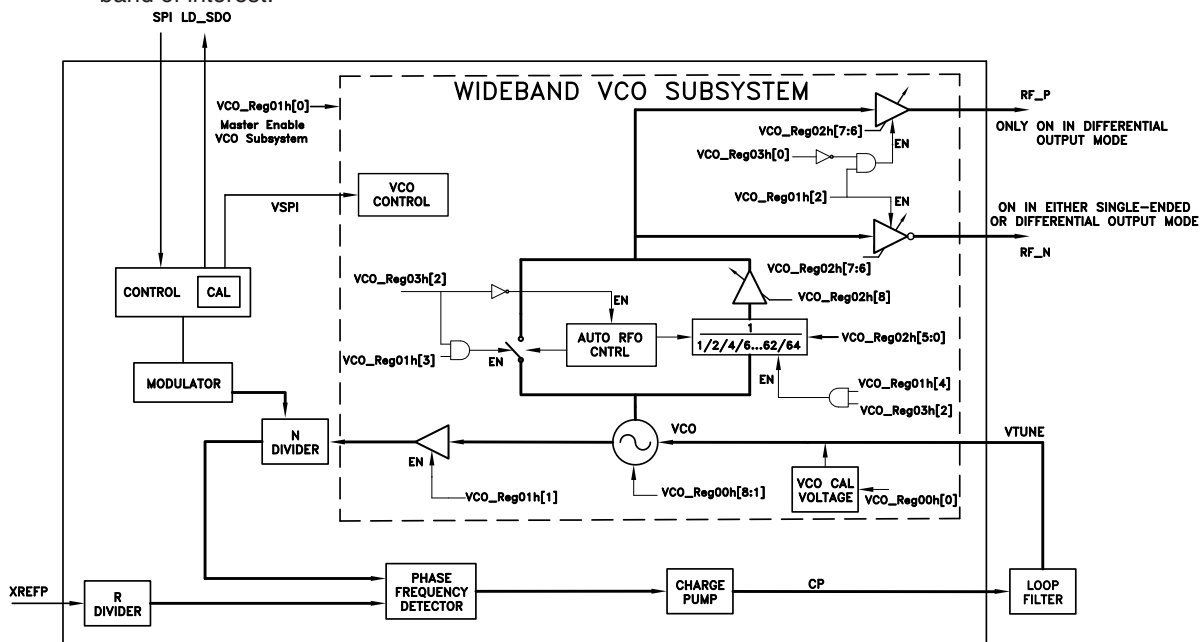 band of interest.
SPI LD_SDO
WIDEBAND VCO SUBSYSTEM
VCO_Reg01h[0]
Master Enable
VCO Subsystem
RF_P
ONLY ON IN DIFFERENTIAL
OUTPUT MODE
VCO_Reg02h[7:6]
EN
VCO_Reg03h[0]
VCO_Reg01h[2]
EN
VCO
CONTROL
VSPI
ON IN EITHER SINGLE-ENDED
OR DIFFERENTIAL OUTPUT MODE
RF_N
VCO_Reg02h[7:6]
CONTROL
CAL
VCO_Reg03h[2]
EN
VCO_Reg02h[8]
AUTO RFO
CNTRL
1
1/2/4/6...62/64
VCO_Reg02h[5:0]
VCO_Reg01h[3]
EN
EN
VCO_Reg01h[4]
VCO_Reg03h[2]
MODULATOR
N
DIVIDER
EN
VCO_Reg01h[1]
VCO
VCO_Reg00h[8:1]
VTUNE
VCO CAL
VOLTAGE
VCO_Reg00h[0]
XREFP
R
DIVIDER
PHASE
FREQUENCY
DETECTOR
CHARGE
PUMP
CP
LOOP
FILTER